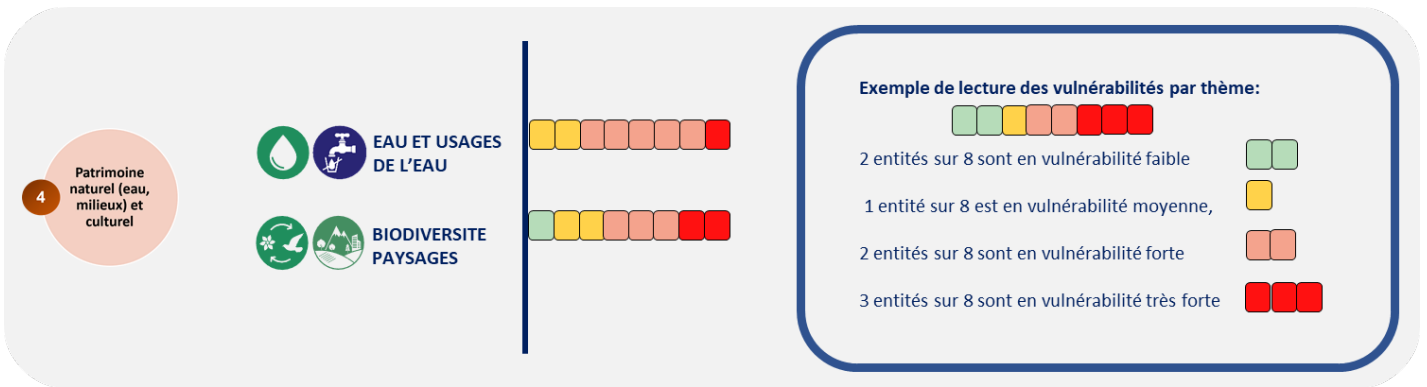 4
Patrimoine
naturel (eau,
milieux) et
culturel
EAU ET USAGES
DE L’EAU
BIODIVERSITE
PAYSAGES
Exemple de lecture des vulnérabilités par thème:
2 entités sur 8 sont en vulnérabilité faible
1 entité sur 8 est en vulnérabilité moyenne,
2 entités sur 8 sont en vulnérabilité forte
3 entités sur 8 sont en vulnérabilité très forte